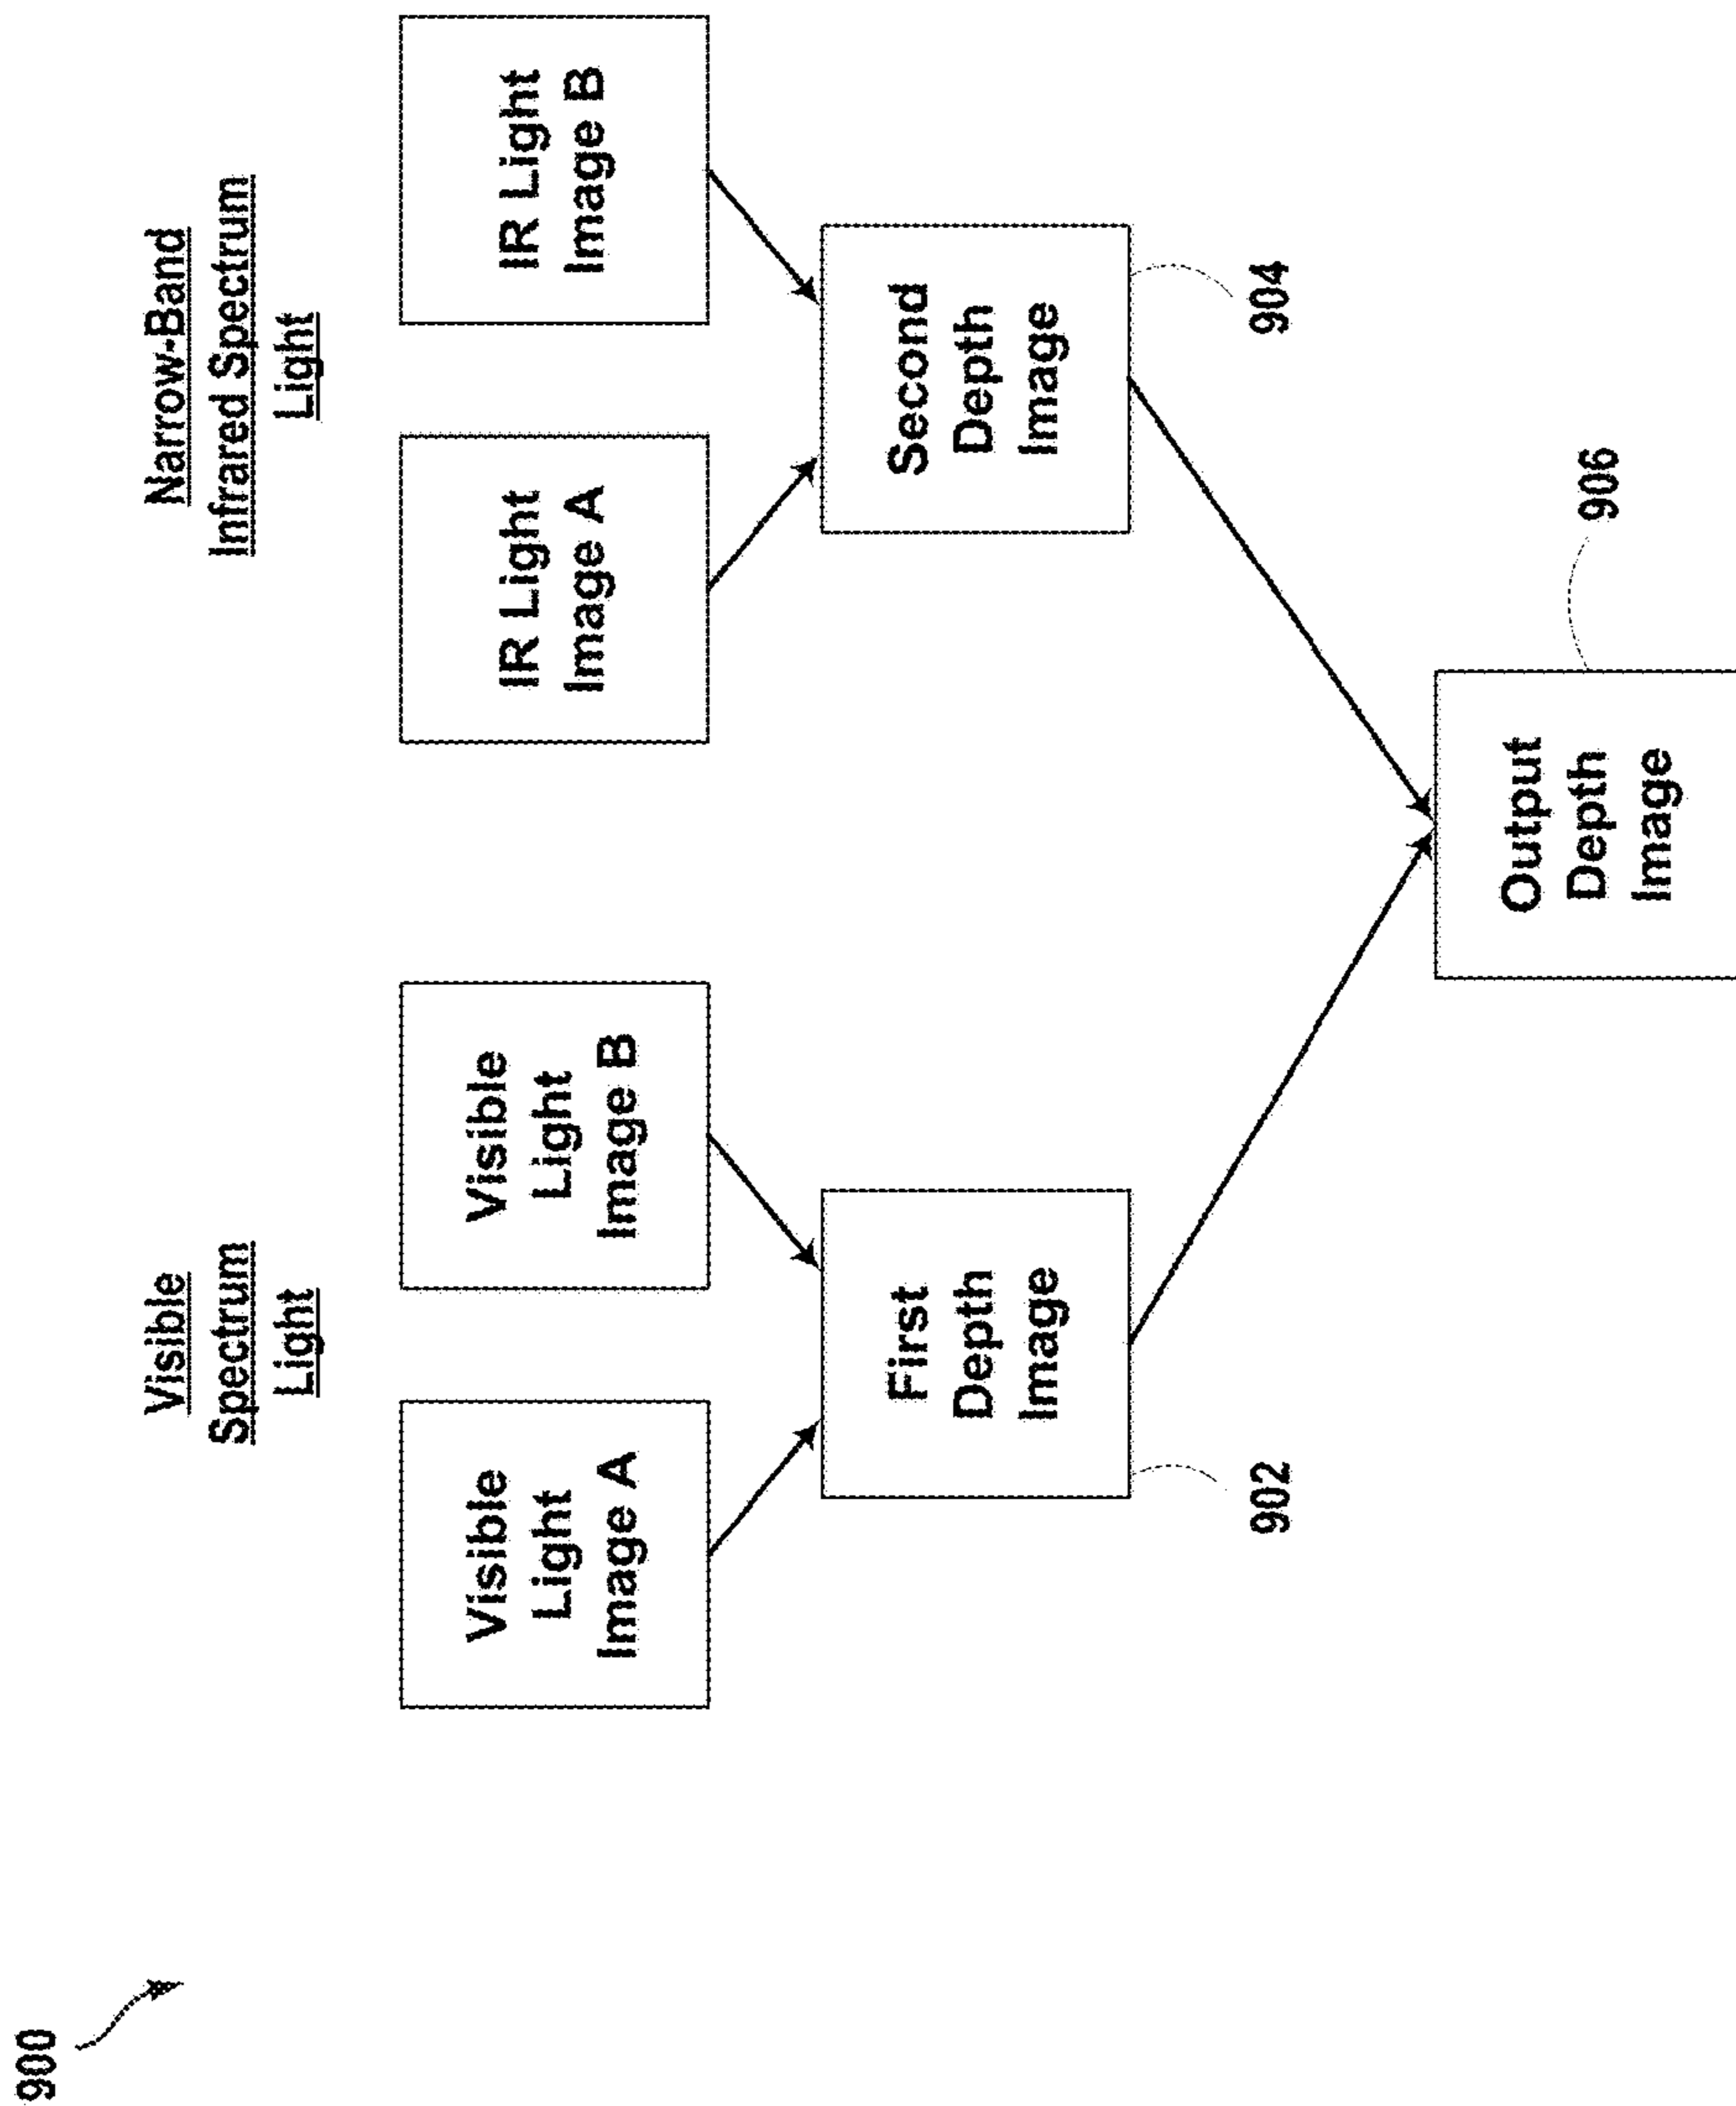 900
Visible
Spectrum
Light
Narrow-Band
Infrared Spectrum
Light
Visible
Light
Image A
Visible
Light
Image B
IR Light
Image A
IR Light
Image B
First
Depth
Image
Second
Depth
Image
902
904
Output
Depth
Image
906